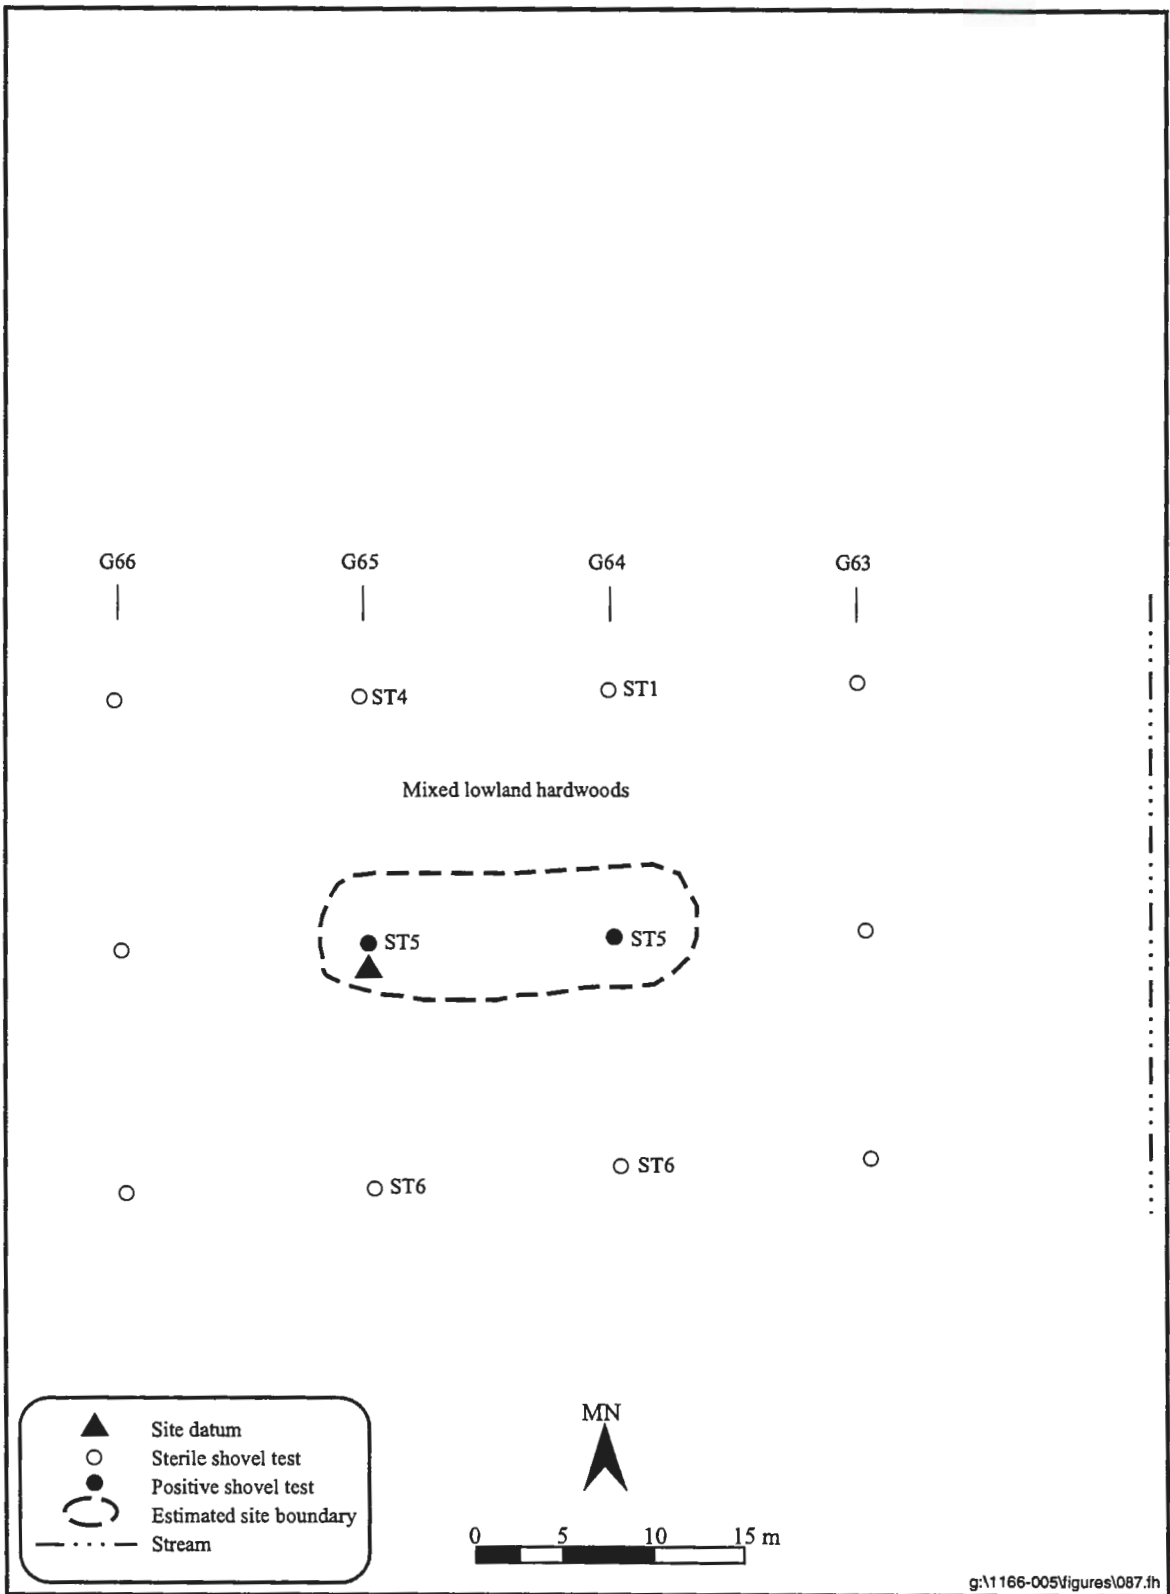 G66 G65 G64 G63
ST4 ST1
Mixed lowland hardwoods
ST5 ST5
ST6
ST6
MN
Site datum
Sterile shovel test
Positive shovel test
Estimated site boundary
Stream
0 5 10 15 m
g:\1166-005\figures\087.fh